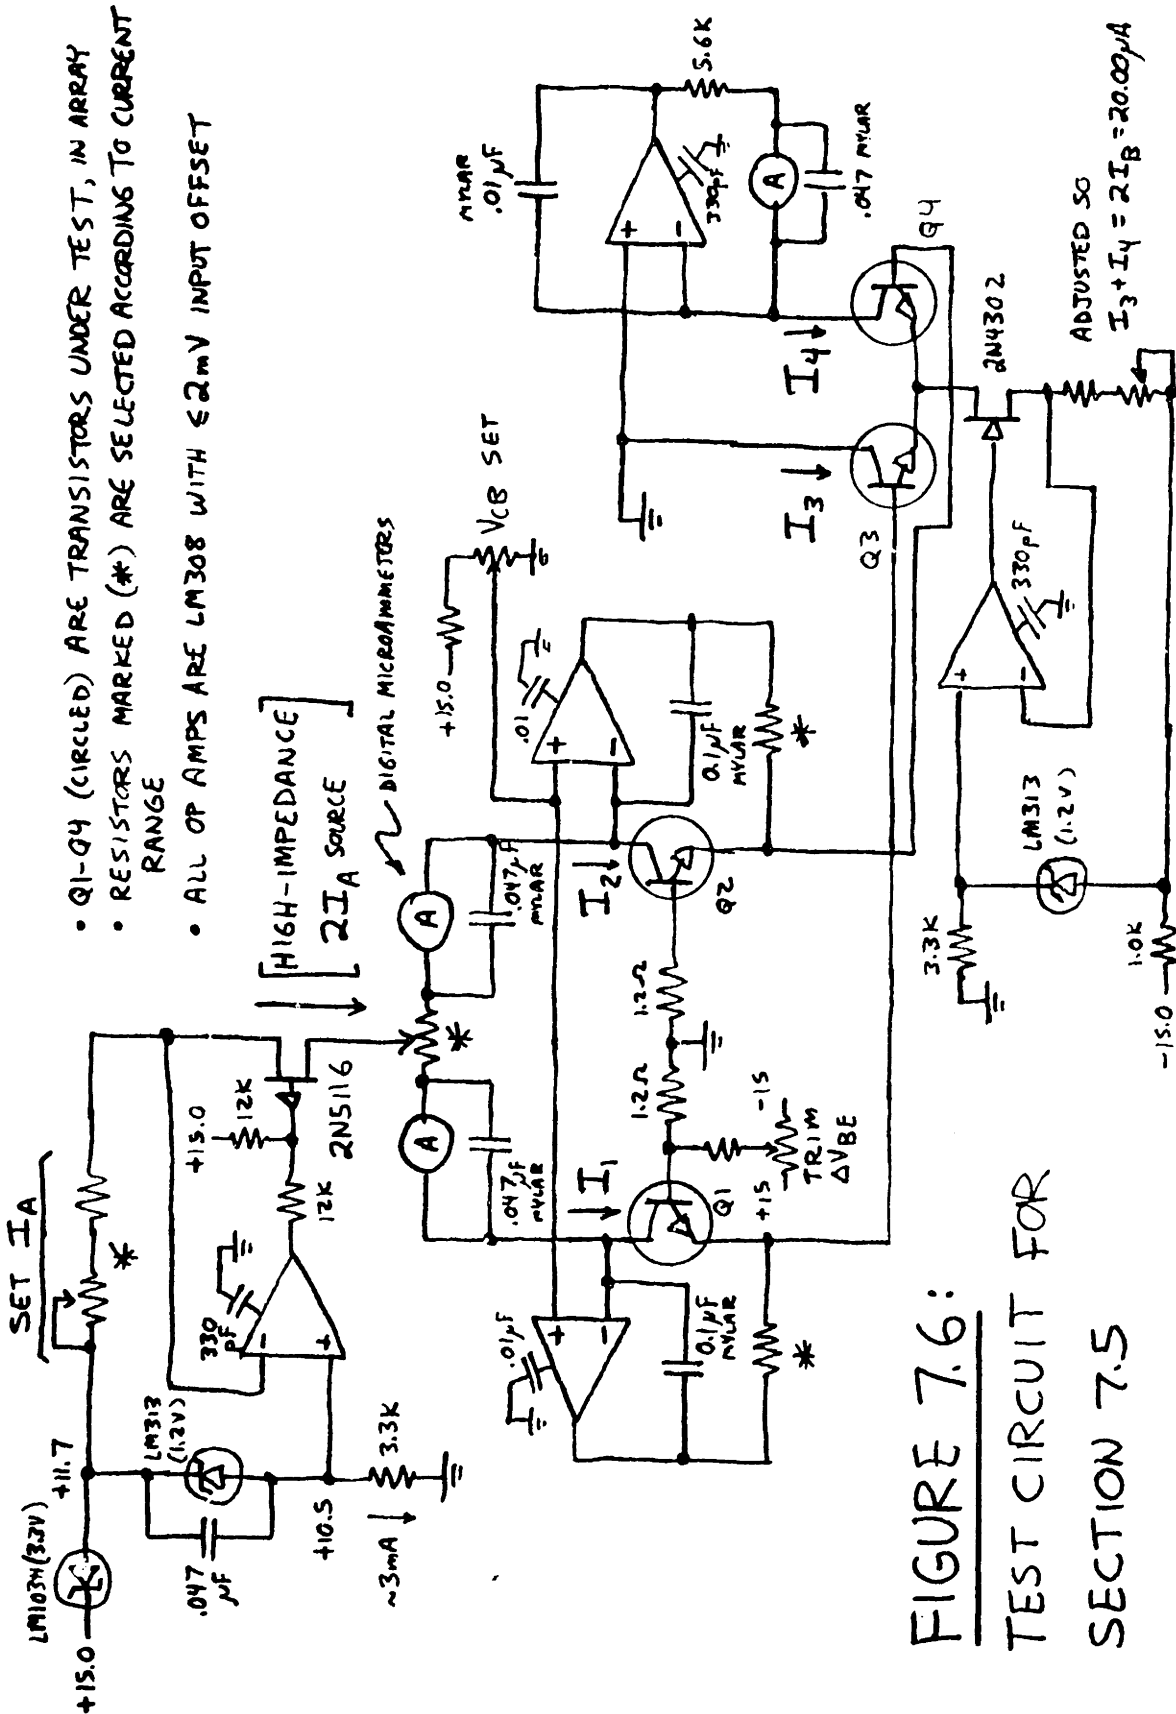 • Q1-Q4 (CIRCLED) ARE TRANSISTORS UNDER TEST, IN ARRAY
• RESISTORS MARKED (*) ARE SELECTED ACCORDING TO CURRENT
RANGE
• ALL OP AMPS ARE LM308 WITH ≤2mV INPUT OFFSET
SET IA
*
LM103H(3.3V)
+15.0
+11.7
LM313
(1.2V)
.047
µF
+10.5
~3mA
3.3K
330
pF
-
+
12K
+15.0
12K
2N5116
[HIGH-IMPEDANCE]
2IA SOURCE
*
DIGITAL MICROAMMETERS
A
A
.047µF
MYLAR
.047µF
MYLAR
+15.0
VCB SET
.01µF
+
-
0.1µF
MYLAR
*
I1
Q1
1.2Ω
1.2Ω
+15
-15
TRIM
ΔVBE
I2
Q2
.01
+
-
0.1µF
MYLAR
*
MYLAR
.01µF
+
-
330pF
5.6K
A
.047 MYLAR
I3
I4
Q3
Q4
2N4302
+
-
330pF
3.3K
LM313
(1.2V)
1.0K
-15.0
ADJUSTED SO
I3+I4=2IB=20.00µA
FIGURE 7.6:
TEST CIRCUIT FOR
SECTION 7.5